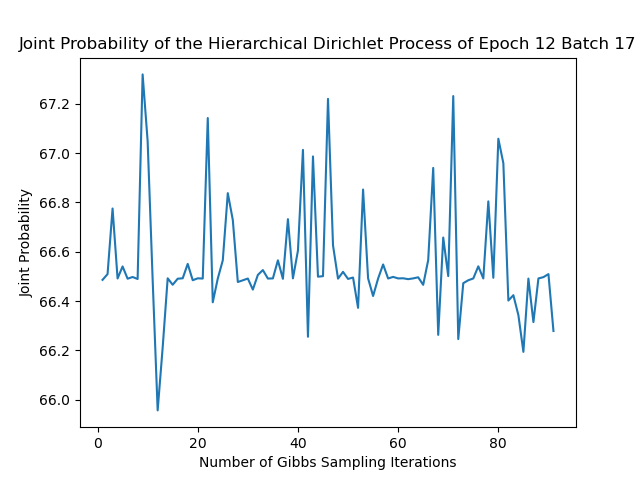 Joint Probability of the Hierarchical Dirichlet Process of Epoch 12 Batch 17
67.2
67.0
66.8
66.6
66.4
66.2
66.0
Joint Probability
0 20 40 60 80
Number of Gibbs Sampling Iterations